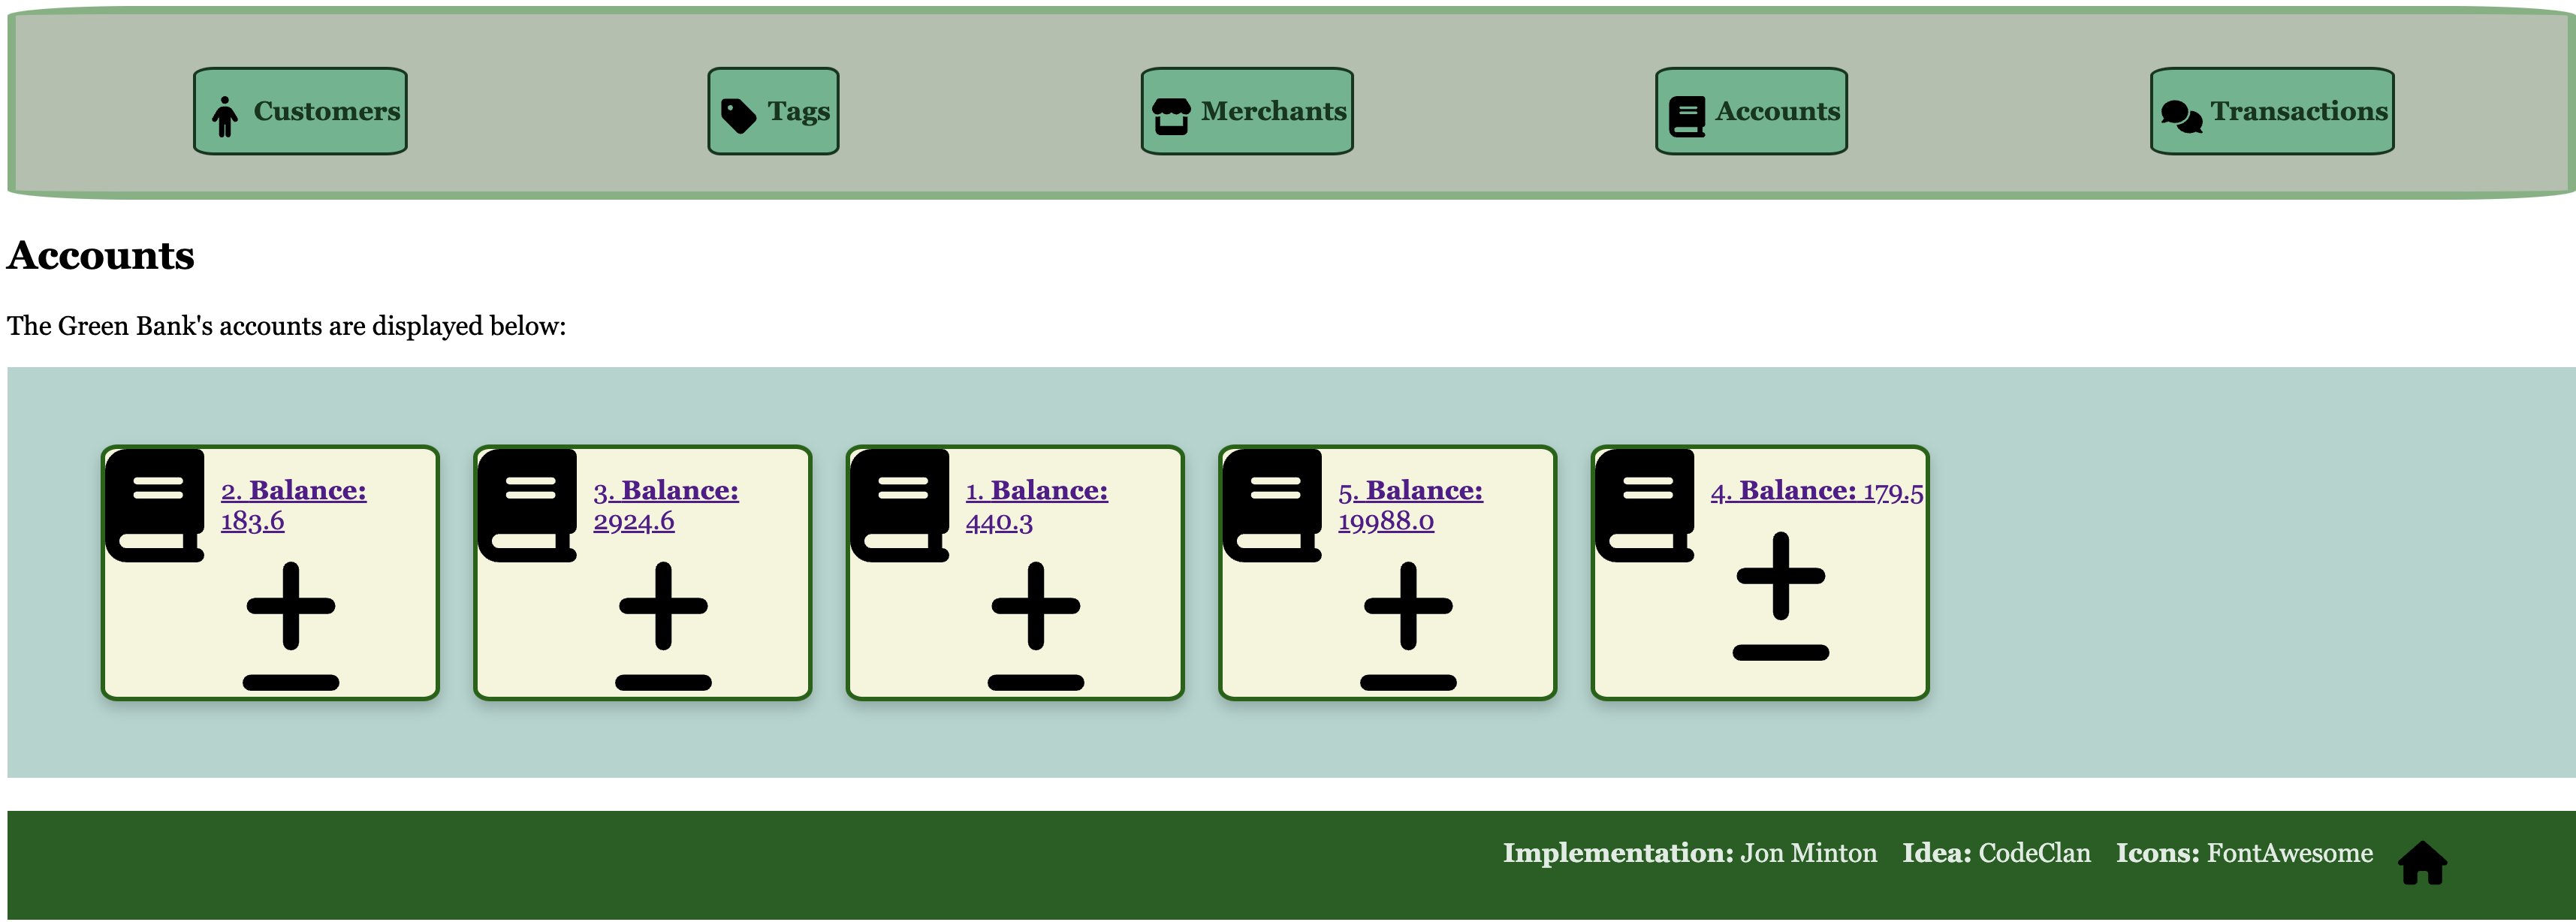 Customers
Tags
Merchants
Accounts
Transactions
Accounts
The Green Bank's accounts are displayed below:
2. Balance:
183.6
3. Balance:
2924.6
1. Balance:
440.3
5. Balance:
19988.0
4. Balance: 179.5
Implementation: Jon Minton Idea: CodeClan Icons: FontAwesome